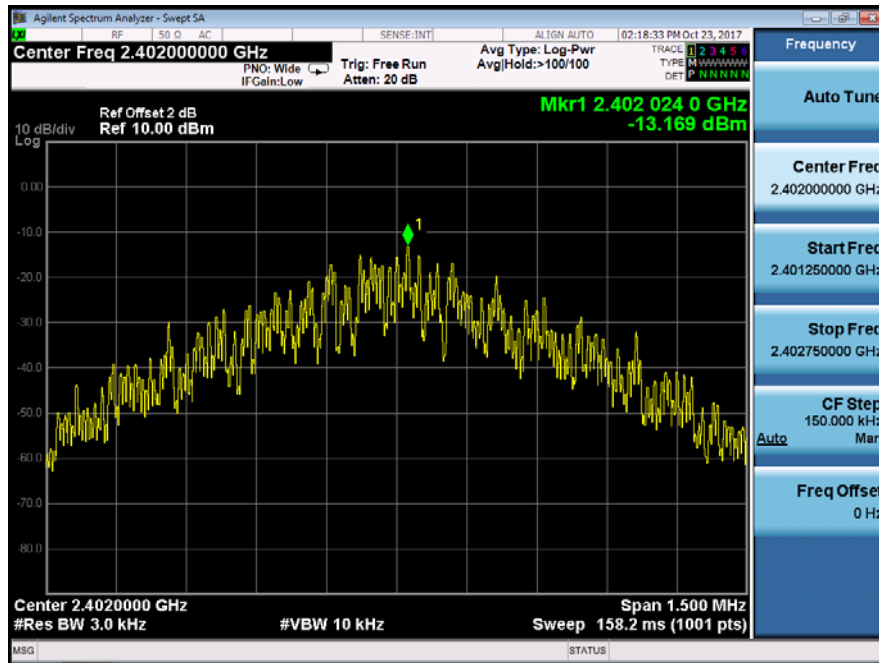 Agilent Spectrum Analyzer - Swept SA
LXI RF 50 Ω AC SENSE:INT ALIGN AUTO 02:18:33 PM Oct 23, 2017
Center Freq 2.402000000 GHz
PNO: Wide
IFGain:Low
Trig: Free Run
Atten: 20 dB
Avg Type: Log-Pwr
Avg|Hold:>100/100
TRACE 1 2 3 4 5 6
TYPE M
DET P N N N N N
Ref Offset 2 dB
Ref 10.00 dBm
10 dB/div
Log
Mkr1 2.402 024 0 GHz
-13.169 dBm
1
0.00
-10.0
-20.0
-30.0
-40.0
-50.0
-60.0
-70.0
-80.0
Center 2.4020000 GHz
Span 1.500 MHz
#Res BW 3.0 kHz
#VBW 10 kHz
Sweep 158.2 ms (1001 pts)
MSG
STATUS
Frequency
Auto Tune
Center Freq
2.402000000 GHz
Start Freq
2.401250000 GHz
Stop Freq
2.402750000 GHz
CF Step
150.000 kHz
Auto Man
Freq Offset
0 Hz